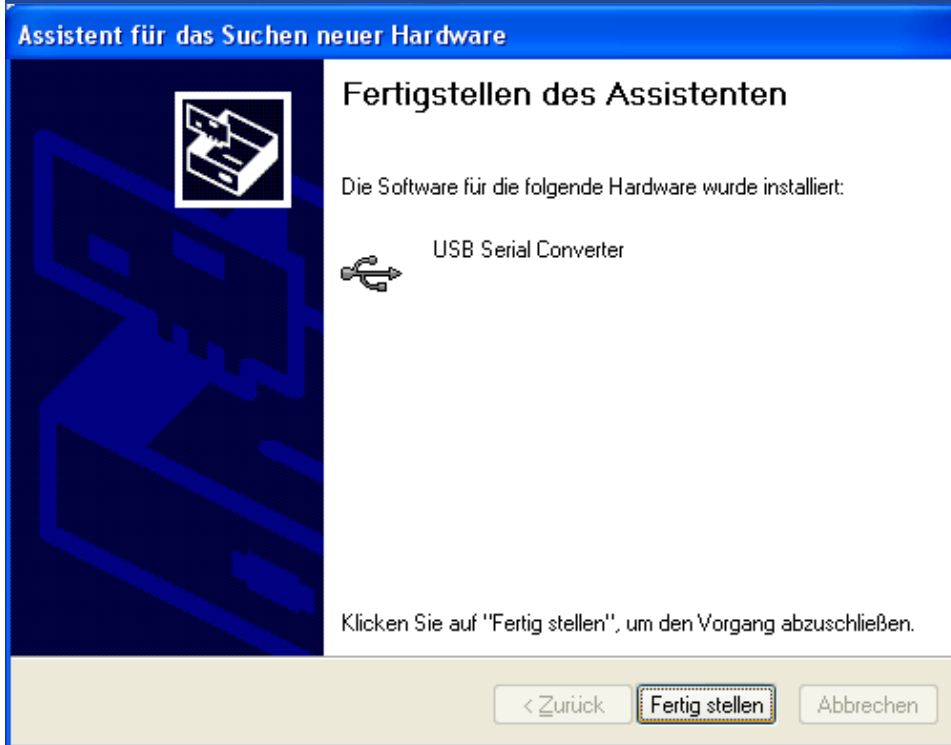 Assistent für das Suchen neuer Hardware
Fertigstellen des Assistenten
Die Software für die folgende Hardware wurde installiert:
USB Serial Converter
Klicken Sie auf "Fertig stellen", um den Vorgang abzuschließen.
< Zurück Fertig stellen Abbrechen